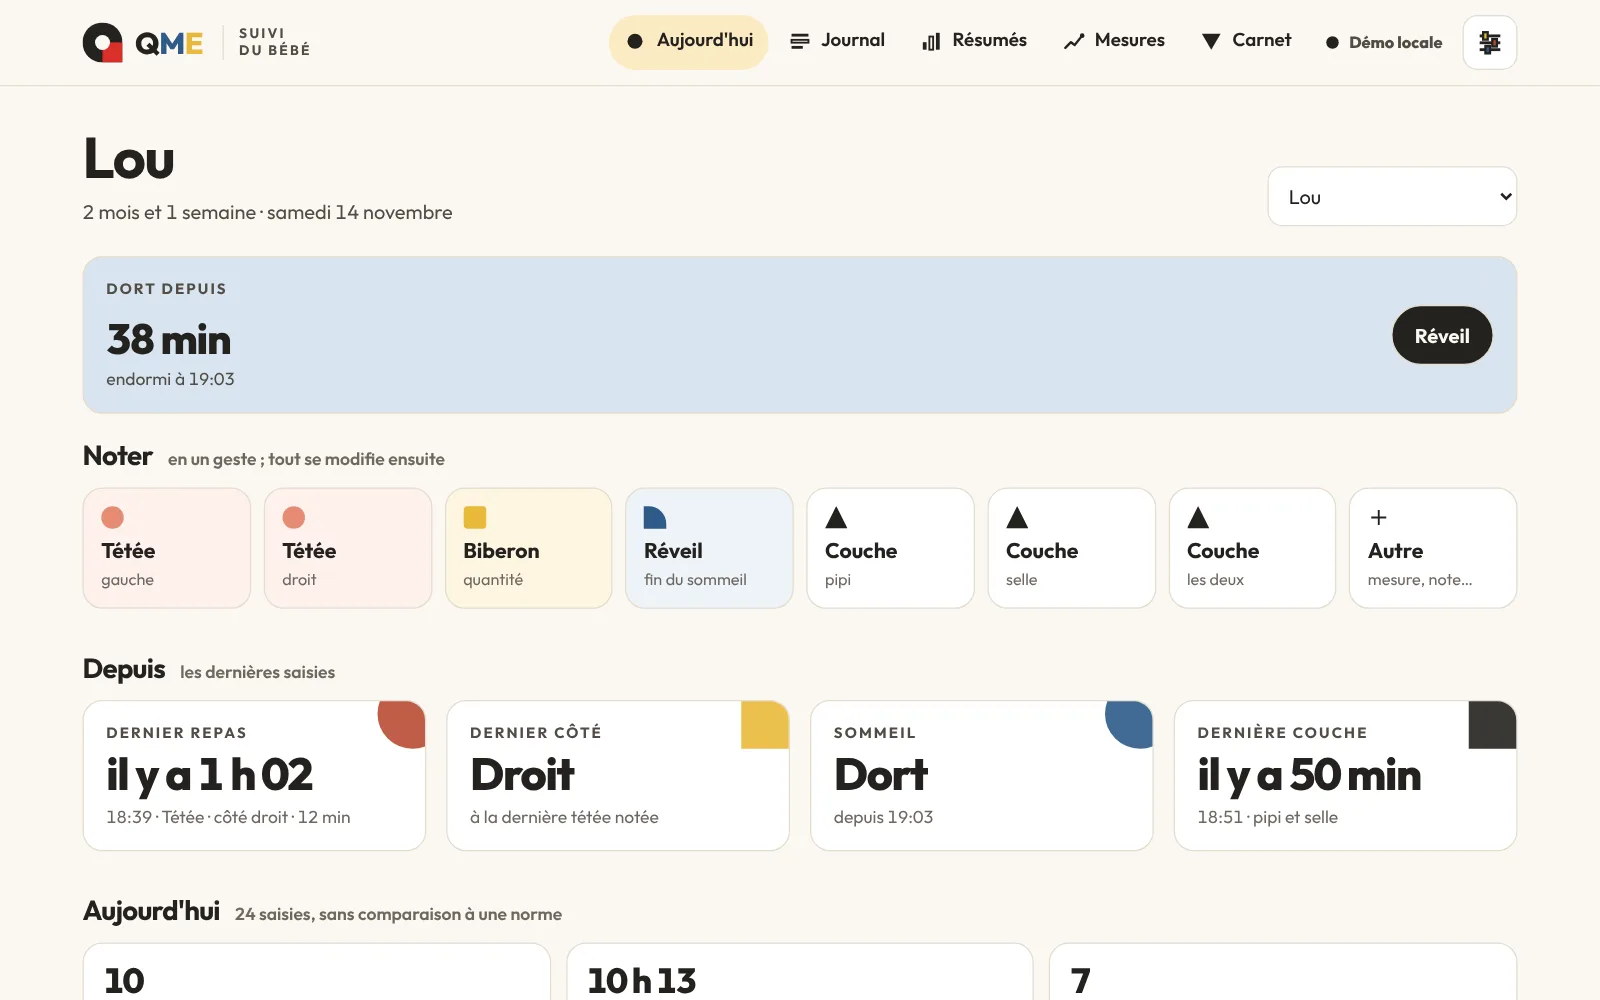 QME
SUIVI
DU BÉBÉ
Aujourd'hui
Journal
Résumés
Mesures
Carnet
Démo locale
Lou
2 mois et 1 semaine · samedi 14 novembre
Lou
DORT DEPUIS
38 min
endormi à 19:03
Réveil
Noter en un geste ; tout se modifie ensuite
Tétée
gauche
Tétée
droit
Biberon
quantité
Réveil
fin du sommeil
Couche
pipi
Couche
selle
Couche
les deux
Autre
mesure, note…
Depuis les dernières saisies
DERNIER REPAS
il y a 1 h 02
18:39 · Tétée · côté droit · 12 min
DERNIER CÔTÉ
Droit
à la dernière tétée notée
SOMMEIL
Dort
depuis 19:03
DERNIÈRE COUCHE
il y a 50 min
18:51 · pipi et selle
Aujourd'hui 24 saisies, sans comparaison à une norme
10
10 h 13
7